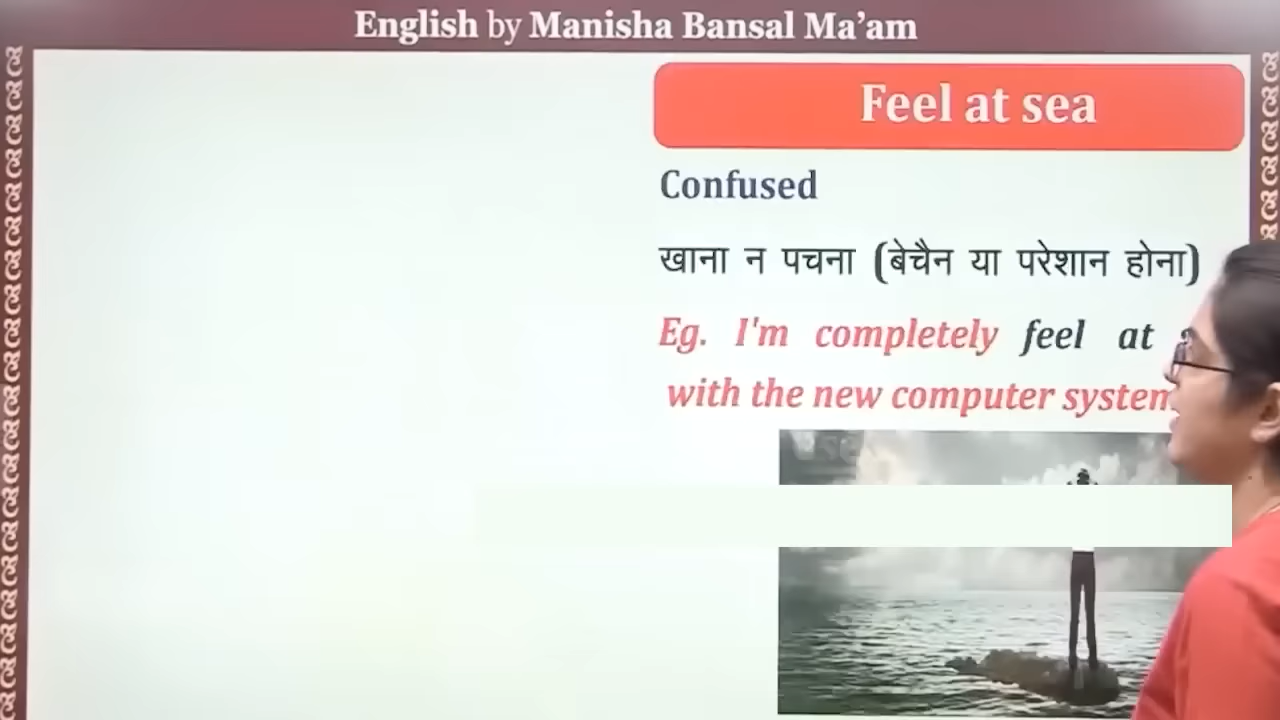 English by Manisha Bansal Ma’am
Feel at sea
Confused
खाना न पचना (बेचैन या परेशान होना)
Eg. I'm completely feel at
with the new computer system